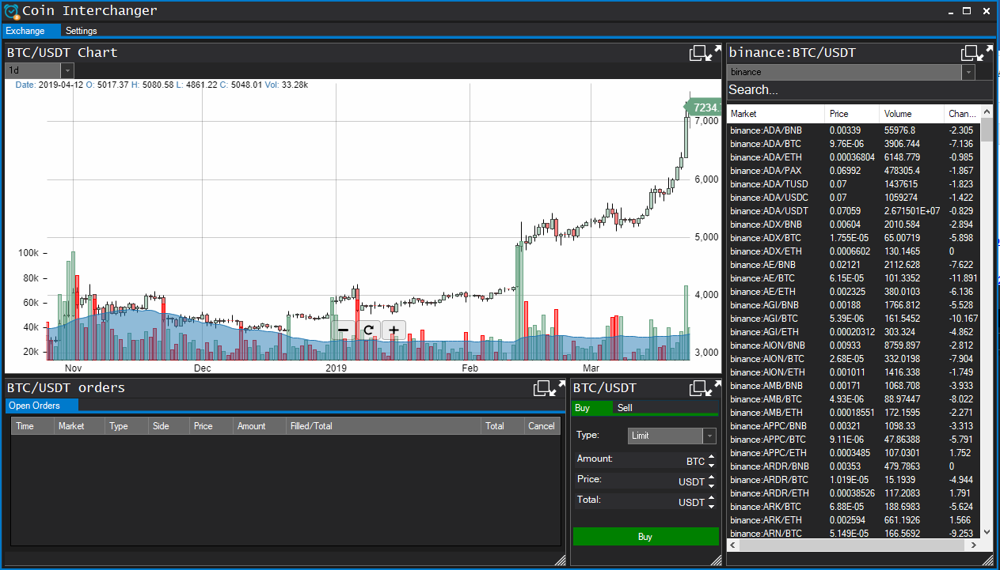 Coin Interchanger
Exchange Settings
BTC/USDT Chart
1d
Date: 2019-04-12 O: 5017.37 H: 5080.58 L: 4861.22 C: 5048.01 Vol: 33.28k
7234.
7,000
6,000
5,000
4,000
3,000
100k
80k
60k
40k
20k
Nov Dec 2019 Feb Mar
BTC/USDT orders
Open Orders
Time Market Type Side Price Amount Filled/Total Total Cancel
BTC/USDT
Buy Sell
Type: Limit
Amount: BTC
Price: USDT
Total: USDT
Buy
binance:BTC/USDT
binance
Search...
Market Price Volume Chan...
binance:ADA/BNB 0.00339 55976.8 -2.305
binance:ADA/BTC 9.76E-06 3906.744 -7.136
binance:ADA/ETH 0.00036804 6148.779 -0.985
binance:ADA/PAX 0.06992 478305.4 -1.867
binance:ADA/TUSD 0.07 1437615 -1.823
binance:ADA/USDC 0.07 1059274 -1.422
binance:ADA/USDT 0.07059 2.671501E+07 -0.829
binance:ADX/BNB 0.00604 2010.584 -2.894
binance:ADX/BTC 1.755E-05 65.00719 -5.898
binance:ADX/ETH 0.0006602 130.1465 0
binance:AE/BNB 0.02121 2112.628 -7.622
binance:AE/BTC 6.15E-05 101.3352 -11.891
binance:AE/ETH 0.002325 380.0103 -6.136
binance:AGI/BNB 0.00188 1766.812 -5.528
binance:AGI/BTC 5.39E-06 161.5452 -10.167
binance:AGI/ETH 0.00020312 303.324 -4.862
binance:AION/BNB 0.00933 8759.897 -2.812
binance:AION/BTC 2.68E-05 332.0198 -7.904
binance:AION/ETH 0.001011 1416.338 -1.749
binance:AMB/BNB 0.00171 1068.708 -3.933
binance:AMB/BTC 4.93E-06 88.97447 -8.022
binance:AMB/ETH 0.00018551 172.1595 -2.271
binance:APPC/BNB 0.00321 1098.33 -3.313
binance:APPC/BTC 9.11E-06 47.86388 -5.791
binance:APPC/ETH 0.0003485 107.0301 1.752
binance:ARDR/BNB 0.00353 479.7863 0
binance:ARDR/BTC 1.019E-05 15.1939 -4.944
binance:ARDR/ETH 0.00038526 117.2083 1.791
binance:ARK/BTC 6.88E-05 188.6983 -5.624
binance:ARK/ETH 0.002594 661.1926 1.566
binance:ARN/BTC 5.149E-05 166.5692 -9.253